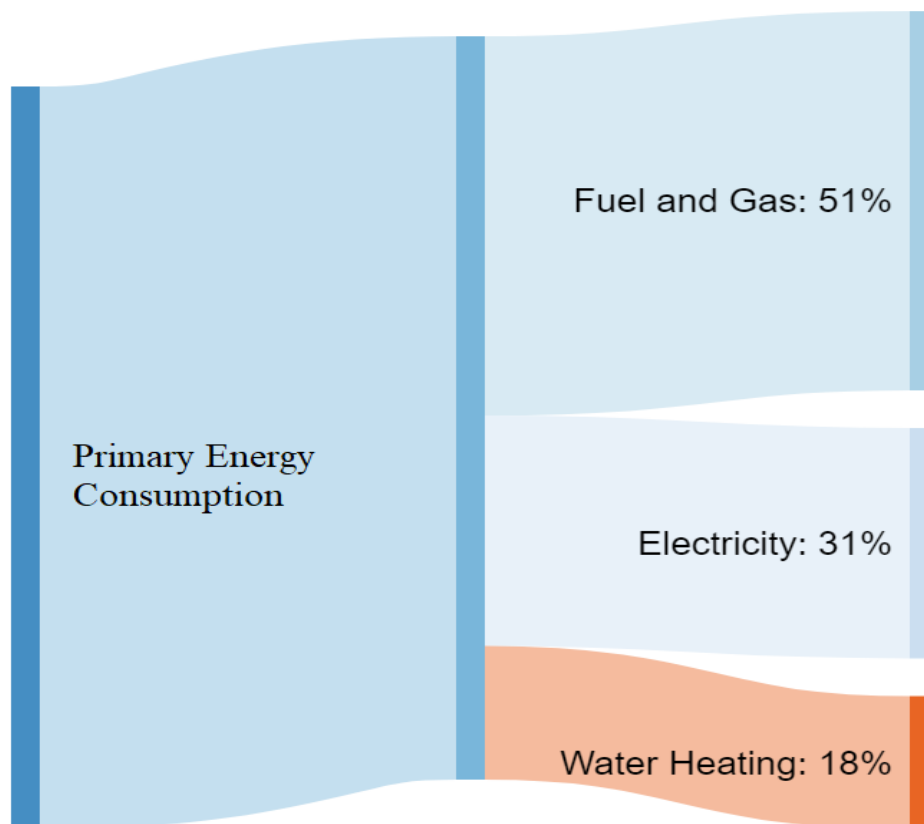 Fuel and Gas: 51%
Primary Energy
Consumption
Electricity: 31%
Water Heating: 18%